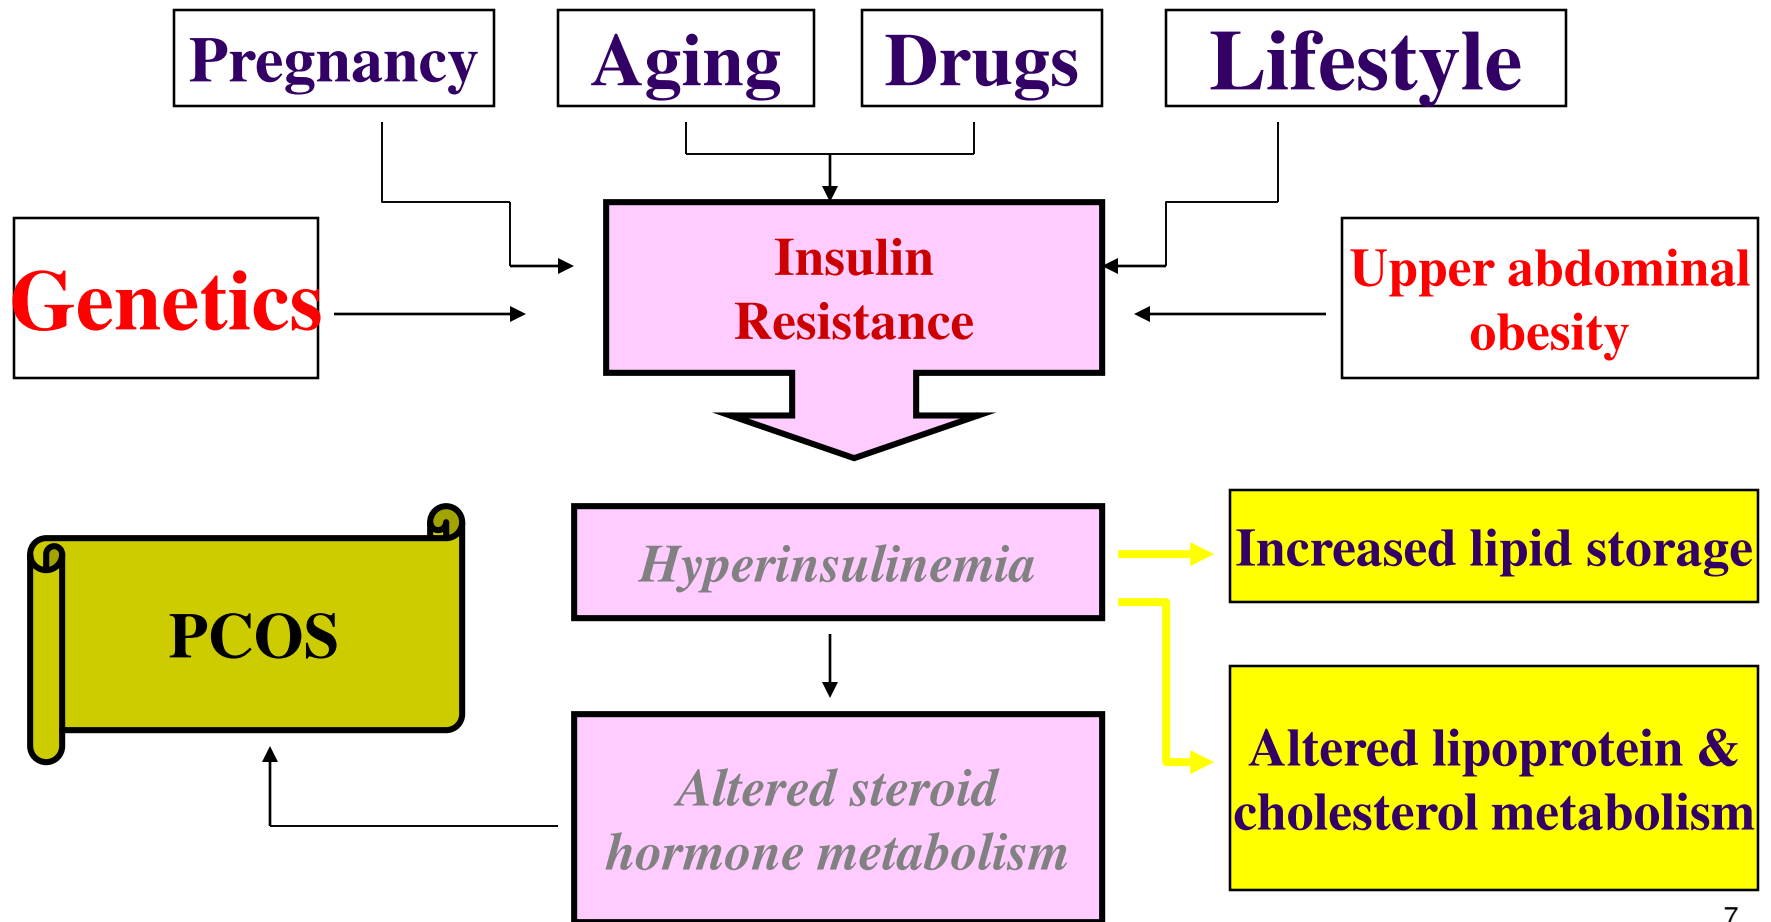 Pregnancy
Aging
Drugs
Lifestyle
Genetics
Insulin
Resistance
Upper abdominal
obesity
PCOS
Hyperinsulinemia
Increased lipid storage
Altered steroid
hormone metabolism
Altered lipoprotein &
cholesterol metabolism
7